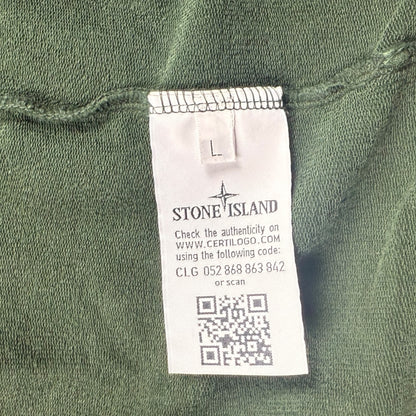 L
STONE ISLAND
Check the authenticity on
WWW.CERTILOGO.COM
using the following code:
CLG 052 868 863 842
or scan